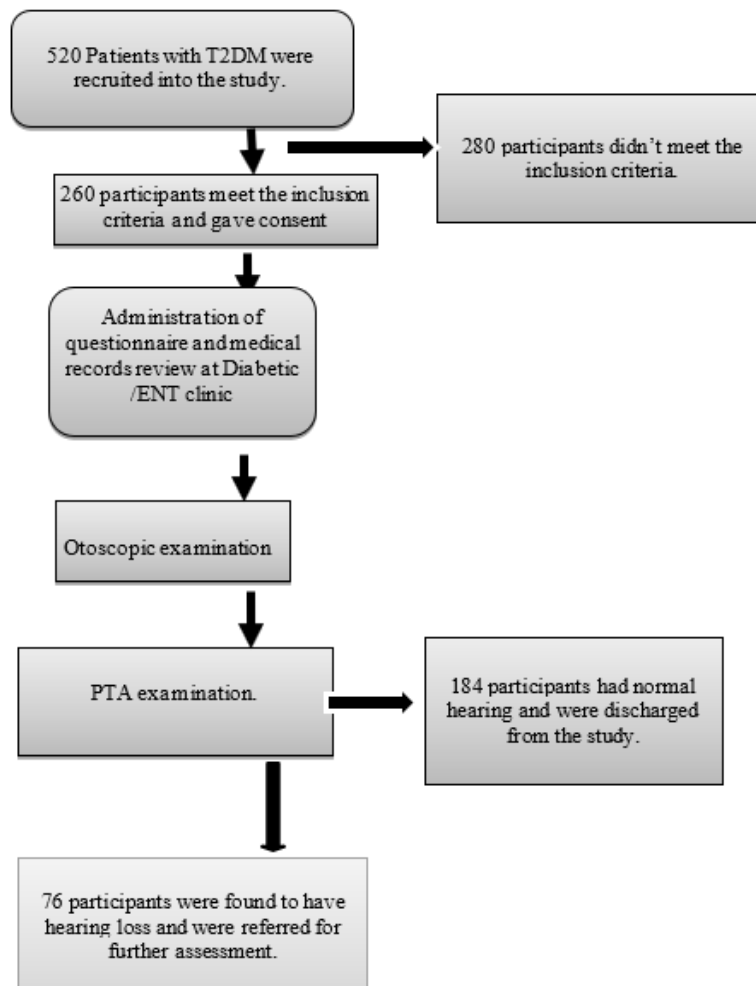 520 Patients with T2DM were
recruited into the study.
280 participants didn’t meet the
inclusion criteria.
260 participants meet the inclusion
criteria and gave consent
Administration of
questionnaire and medical
records review at Diabetic
/ENT clinic
Otoscopic examination
PTA examination.
184 participants had normal
hearing and were discharged
from the study.
76 participants were found to have
hearing loss and were referred for
further assessment.